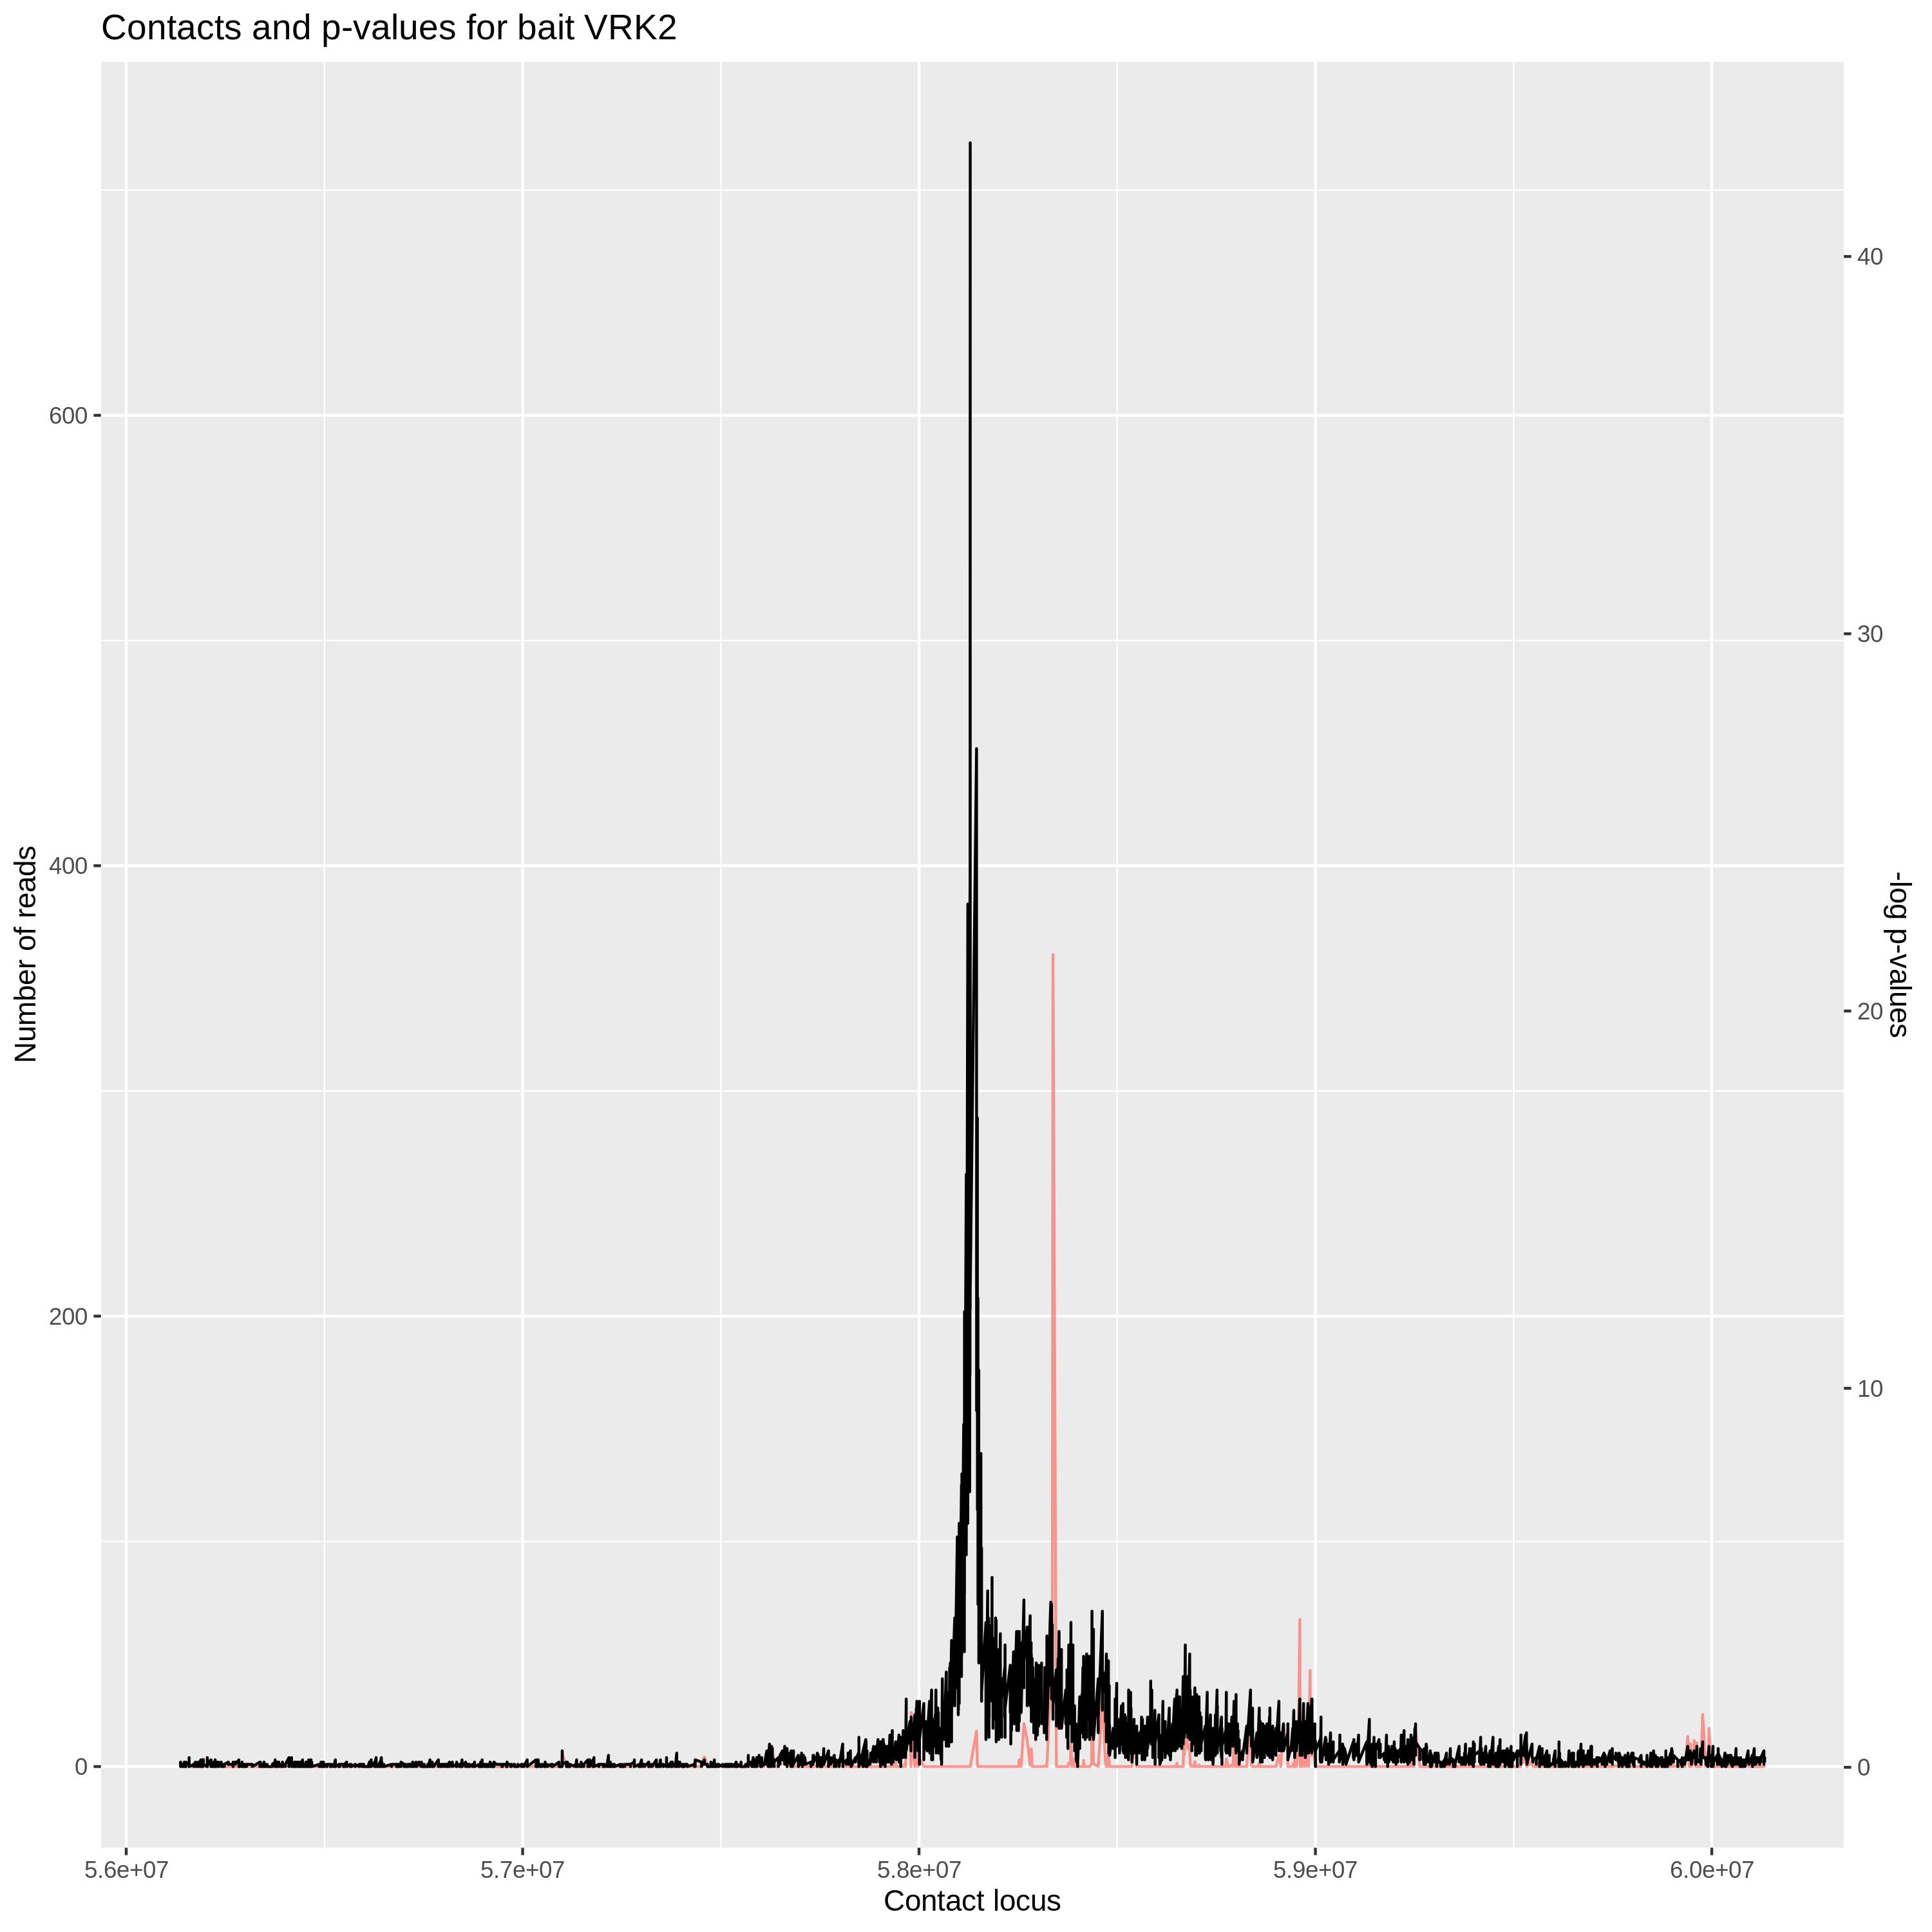 Contacts and p-values for bait VRK2
Number of reads
600
400
200
0
40
30
20
10
0
-log p-values
5.6e+07
5.7e+07
5.8e+07
5.9e+07
6.0e+07
Contact locus